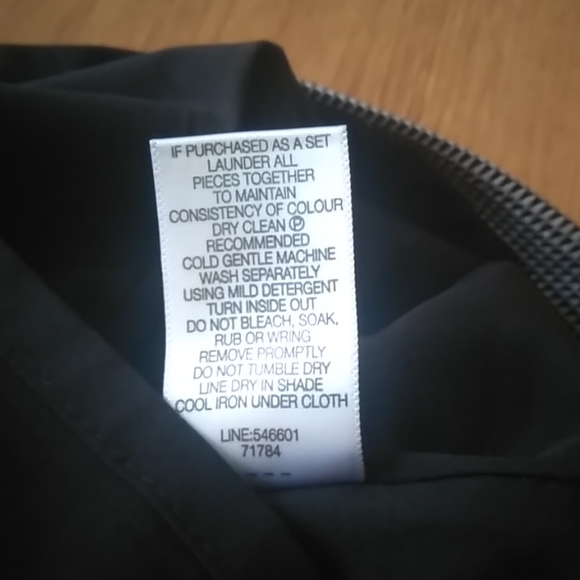 IF PURCHASED AS A SET
LAUNDER ALL
PIECES TOGETHER
TO MAINTAIN
CONSISTENCY OF COLOUR
DRY CLEAN Ⓟ
RECOMMENDED
COLD GENTLE MACHINE
WASH SEPARATELY
USING MILD DETERGENT
TURN INSIDE OUT
DO NOT BLEACH, SOAK,
RUB OR WRING
REMOVE PROMPTLY
DO NOT TUMBLE DRY
LINE DRY IN SHADE
COOL IRON UNDER CLOTH
LINE:546601
71784